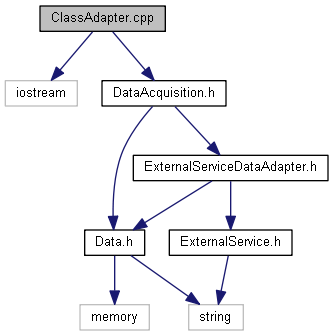 ClassAdapter.cpp
iostream
DataAcquisition.h
ExternalServiceDataAdapter.h
Data.h
ExternalService.h
memory
string